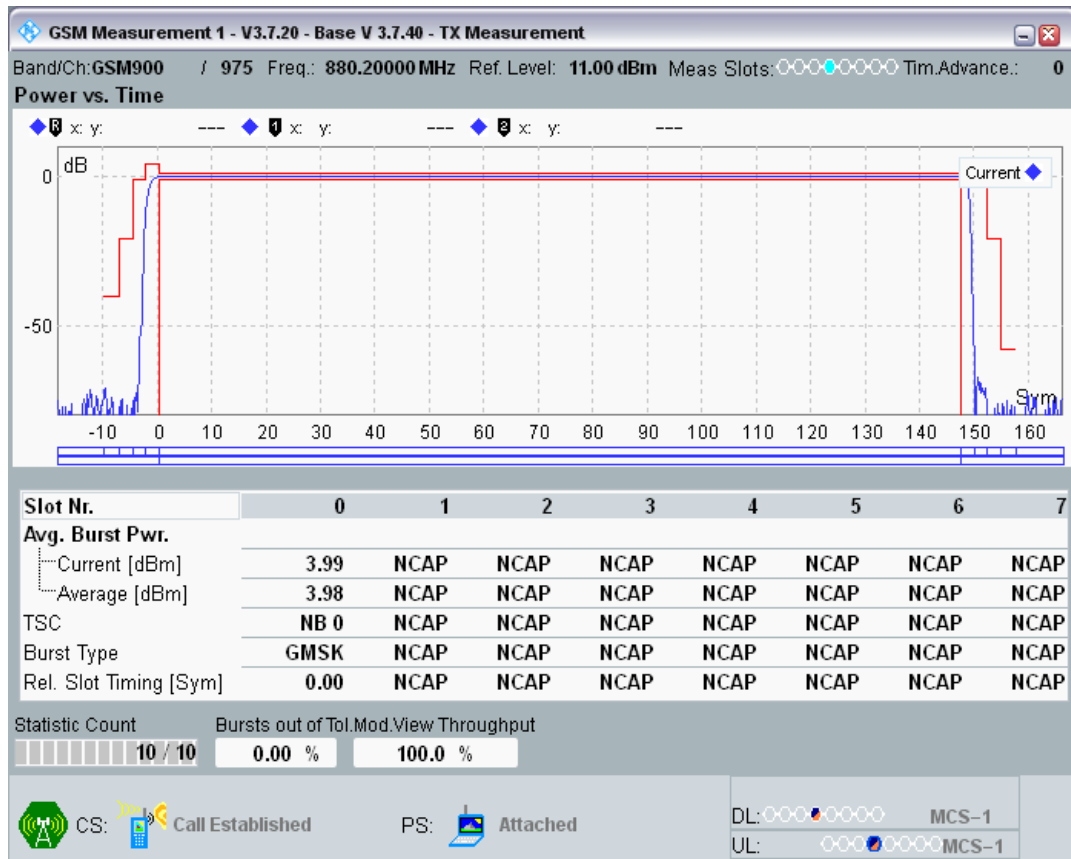 GSM Measurement 1 - V3.7.20 - Base V 3.7.40 - TX Measurement
Band/Ch:GSM900 / 975 Freq.: 880.20000 MHz Ref. Level: 11.00 dBm Meas Slots: Tim.Advance.: 0
Power vs. Time
R x: y: --- 1 x: y: --- 2 x: y: ---
dB
Current
0
-50
Sym
-10 0 10 20 30 40 50 60 70 80 90 100 110 120 130 140 150 160
Slot Nr. 0 1 2 3 4 5 6 7
Avg. Burst Pwr.
Current [dBm] 3.99 NCAP NCAP NCAP NCAP NCAP NCAP NCAP
Average [dBm] 3.98 NCAP NCAP NCAP NCAP NCAP NCAP NCAP
TSC NB 0 NCAP NCAP NCAP NCAP NCAP NCAP NCAP
Burst Type GMSK NCAP NCAP NCAP NCAP NCAP NCAP NCAP
Rel. Slot Timing [Sym] 0.00 NCAP NCAP NCAP NCAP NCAP NCAP NCAP
Statistic Count Bursts out of Tol.Mod.View Throughput
10 / 10 0.00 % 100.0 %
CS: Call Established PS: Attached
DL: MCS-1
UL: MCS-1